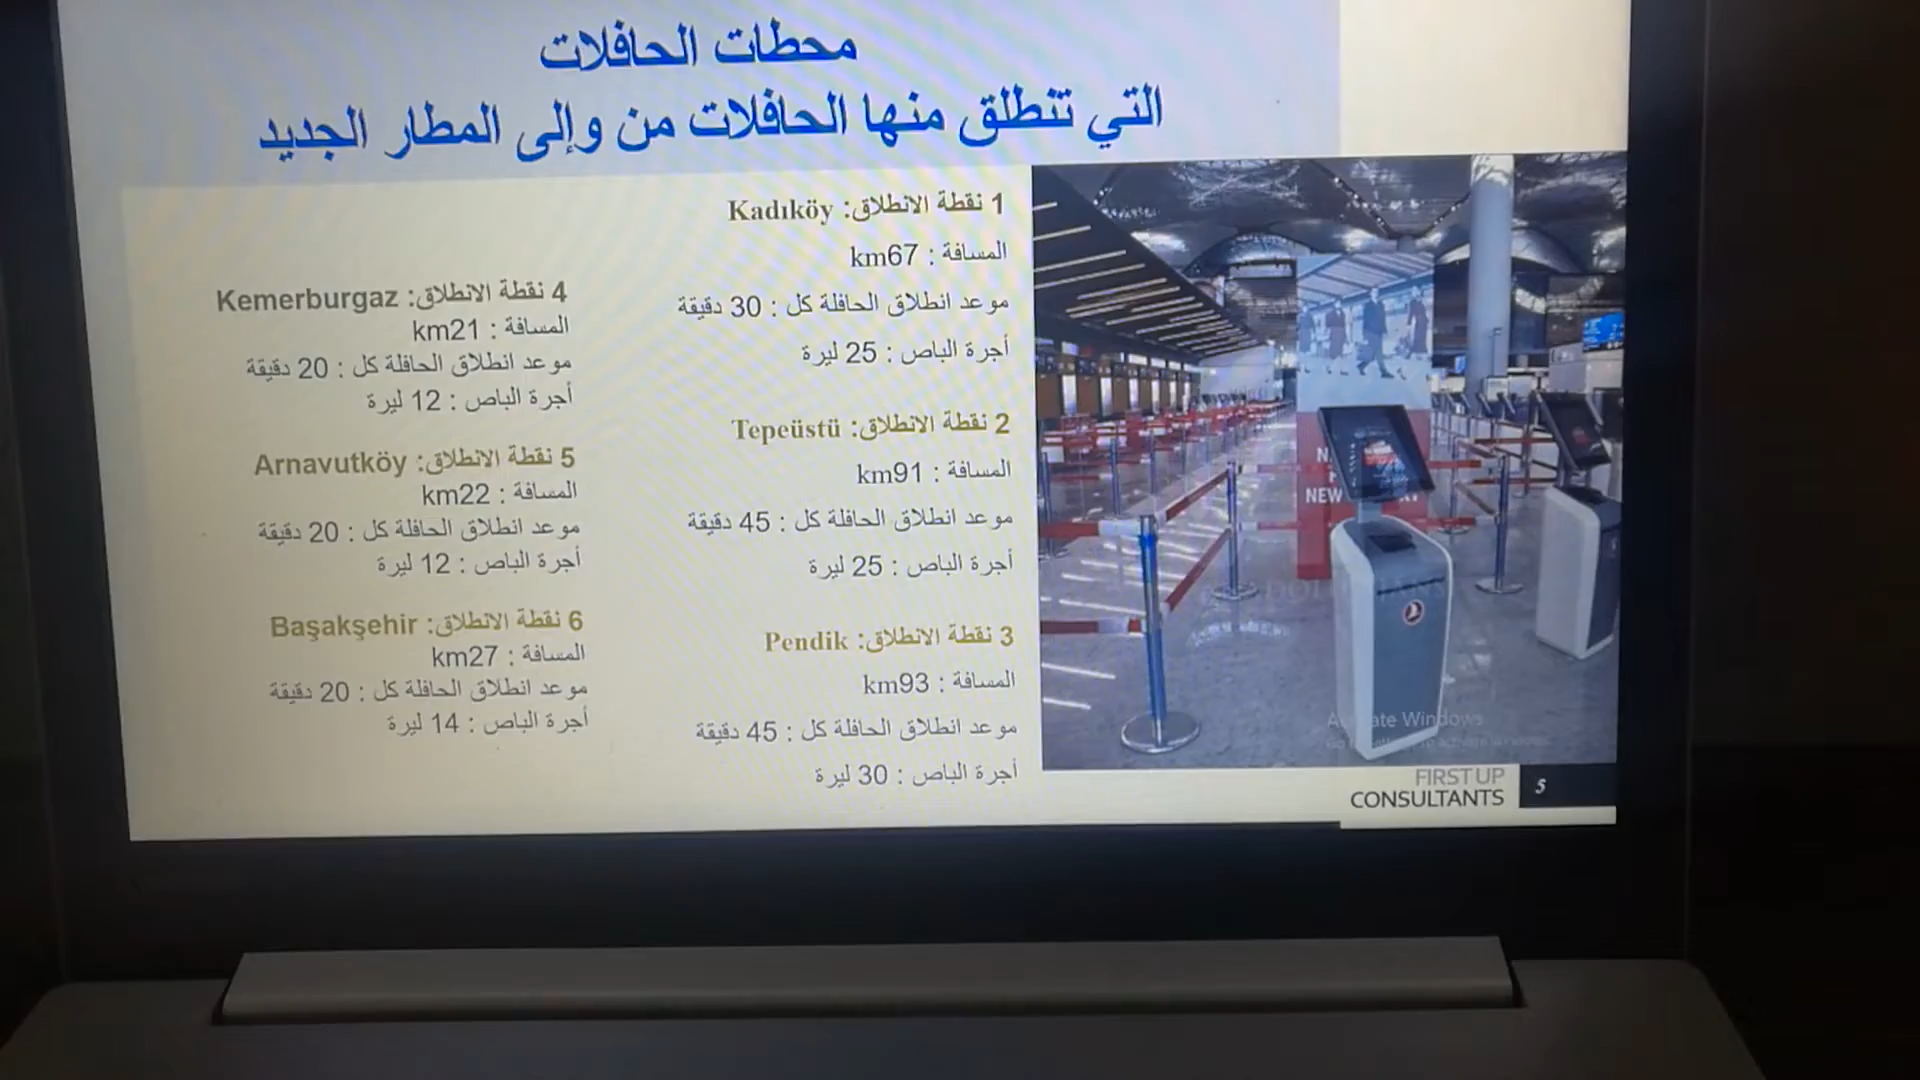 محطات الحافلات
التي تنطلق منها الحافلات من وإلى المطار الجديد
1 نقطة الانطلاق: Kadıköy
المسافة : km67
موعد انطلاق الحافلة كل : 30 دقيقة
أجرة الباص : 25 ليرة
2 نقطة الانطلاق: Tepeüstü
المسافة : km91
موعد انطلاق الحافلة كل : 45 دقيقة
أجرة الباص : 25 ليرة
3 نقطة الانطلاق: Pendik
المسافة : km93
موعد انطلاق الحافلة كل : 45 دقيقة
أجرة الباص : 30 ليرة
4 نقطة الانطلاق: Kemerburgaz
المسافة : km21
موعد انطلاق الحافلة كل : 20 دقيقة
أجرة الباص : 12 ليرة
5 نقطة الانطلاق: Arnavutköy
المسافة : km22
موعد انطلاق الحافلة كل : 20 دقيقة
أجرة الباص : 12 ليرة
6 نقطة الانطلاق: Başakşehir
المسافة : km27
موعد انطلاق الحافلة كل : 20 دقيقة
أجرة الباص : 14 ليرة
NEW
Windows
FIRST UP
CONSULTANTS
5